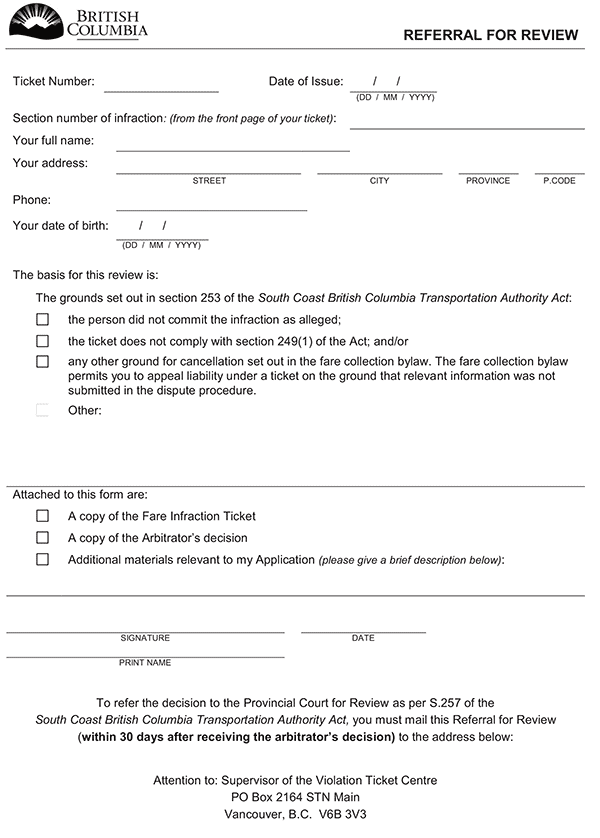 BRITISH
COLUMBIA
REFERRAL FOR REVIEW
Ticket Number: Date of Issue: / /
(DD / MM / YYYY)
Section number of infraction: (from the front page of your ticket):
Your full name:
Your address:
STREET CITY PROVINCE P.CODE
Phone:
Your date of birth: / /
(DD / MM / YYYY)
The basis for this review is:
The grounds set out in section 253 of the South Coast British Columbia Transportation Authority Act:
the person did not commit the infraction as alleged;
the ticket does not comply with section 249(1) of the Act; and/or
any other ground for cancellation set out in the fare collection bylaw. The fare collection bylaw
permits you to appeal liability under a ticket on the ground that relevant information was not
submitted in the dispute procedure.
Other:
Attached to this form are:
A copy of the Fare Infraction Ticket
A copy of the Arbitrator's decision
Additional materials relevant to my Application (please give a brief description below):
SIGNATURE DATE
PRINT NAME
To refer the decision to the Provincial Court for Review as per S.257 of the
South Coast British Columbia Transportation Authority Act, you must mail this Referral for Review
(within 30 days after receiving the arbitrator's decision) to the address below:
Attention to: Supervisor of the Violation Ticket Centre
PO Box 2164 STN Main
Vancouver, B.C. V6B 3V3